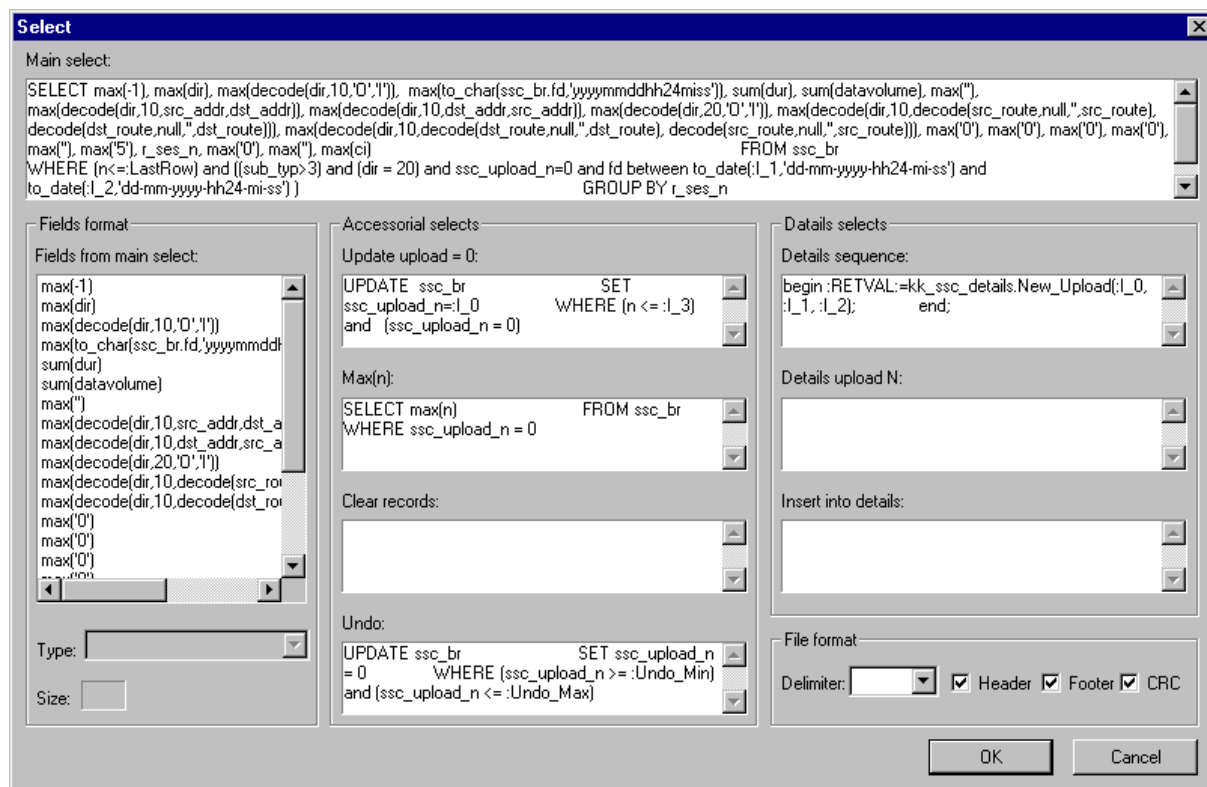 Select
Main select:
SELECT max(-1), max(dir), max(decode(dir,10,'O','I')), max(to_char(ssc_br.fd,'yyyymmddhh24miss')), sum(dur), sum(datavolume), max(''),
max(decode(dir,10,src_addr,dst_addr)), max(decode(dir,10,dst_addr,src_addr)), max(decode(dir,20,'O','I')), max(decode(dir,10,decode(src_route,null,'',src_route),
decode(dst_route,null,'',dst_route))), max(decode(dir,10,decode(dst_route,null,'',dst_route), decode(src_route,null,'',src_route))), max('0'), max('0'), max('0'), max('0'),
max(''), max('5'), r_ses_n, max('0'), max(''), max(ci) FROM ssc_br
WHERE (n<=:LastRow) and ((sub_typ>3) and (dir = 20) and ssc_upload_n=0 and fd between to_date(:I_1,'dd-mm-yyyy-hh24-mi-ss') and
to_date(:I_2,'dd-mm-yyyy-hh24-mi-ss') ) GROUP BY r_ses_n
Fields format
Fields from main select:
max(-1)
max(dir)
max(decode(dir,10,'O','I'))
max(to_char(ssc_br.fd,'yyyymmddh
sum(dur)
sum(datavolume)
max('')
max(decode(dir,10,src_addr,dst_a
max(decode(dir,10,dst_addr,src_a
max(decode(dir,20,'O','I'))
max(decode(dir,10,decode(src_rou
max(decode(dir,10,decode(dst_rou
max('0')
max('0')
max('0')
max('0')
Type:
Size:
Accessorial selects
Update upload = 0:
UPDATE ssc_br SET
ssc_upload_n=:I_0 WHERE (n <= :I_3)
and (ssc_upload_n = 0)
Max(n):
SELECT max(n) FROM ssc_br
WHERE ssc_upload_n = 0
Clear records:
Undo:
UPDATE ssc_br SET ssc_upload_n
= 0 WHERE (ssc_upload_n >= :Undo_Min)
and (ssc_upload_n <= :Undo_Max)
Datails selects
Details sequence:
begin :RETVAL:=kk_ssc_details.New_Upload(:I_0,
:I_1, :I_2); end;
Details upload N:
Insert into details:
File format
Delimiter: Header Footer CRC
OK Cancel